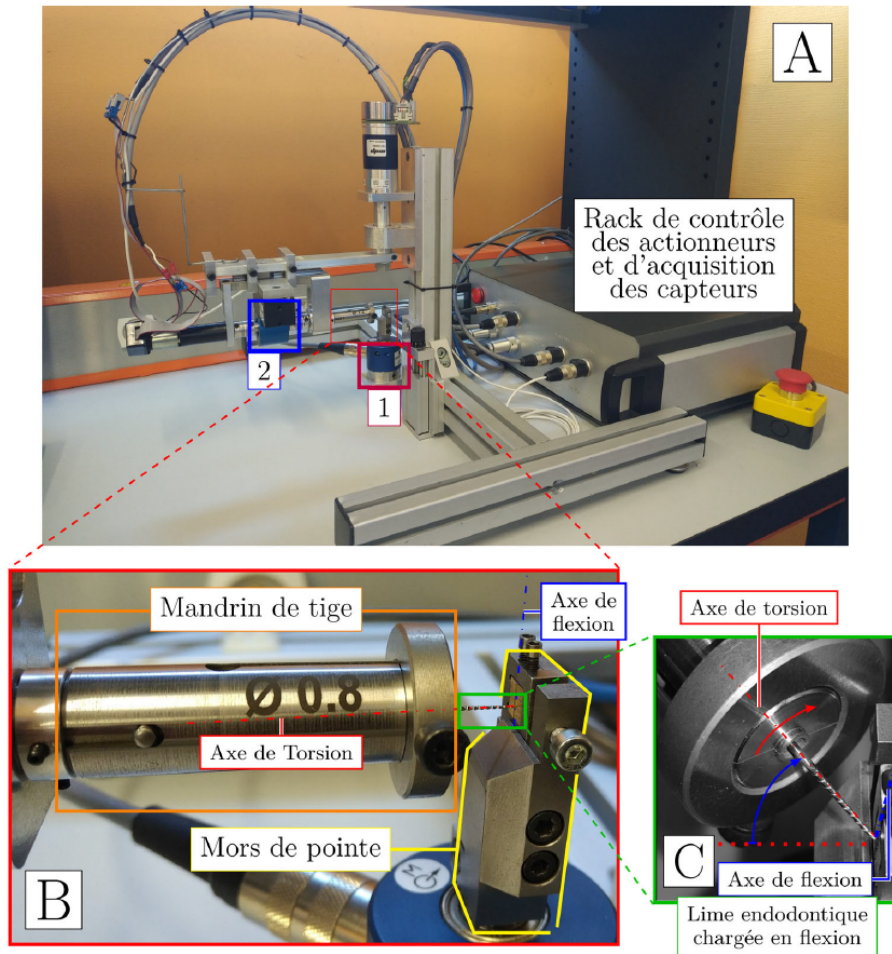 A
Rack de contrôle
des actionneurs
et d'acquisition
des capteurs
2
1
Mandrin de tige
Axe de
flexion
Axe de torsion
Ø 0.8
Axe de Torsion
Mors de pointe
B
C
Axe de flexion
Lime endodontique
chargée en flexion